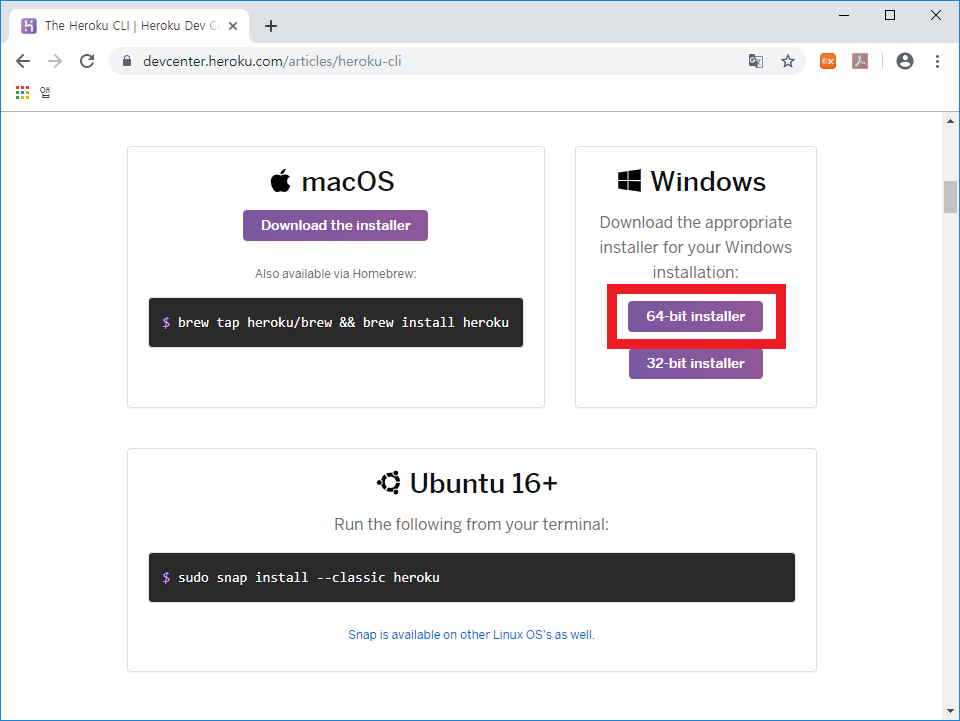 The Heroku CLI | Heroku Dev C
devcenter.heroku.com/articles/heroku-cli
앱
macOS
Download the installer
Also available via Homebrew:
$ brew tap heroku/brew && brew install heroku
Windows
Download the appropriate
installer for your Windows
installation:
64-bit installer
32-bit installer
Ubuntu 16+
Run the following from your terminal:
$ sudo snap install --classic heroku
Snap is available on other Linux OS's as well.